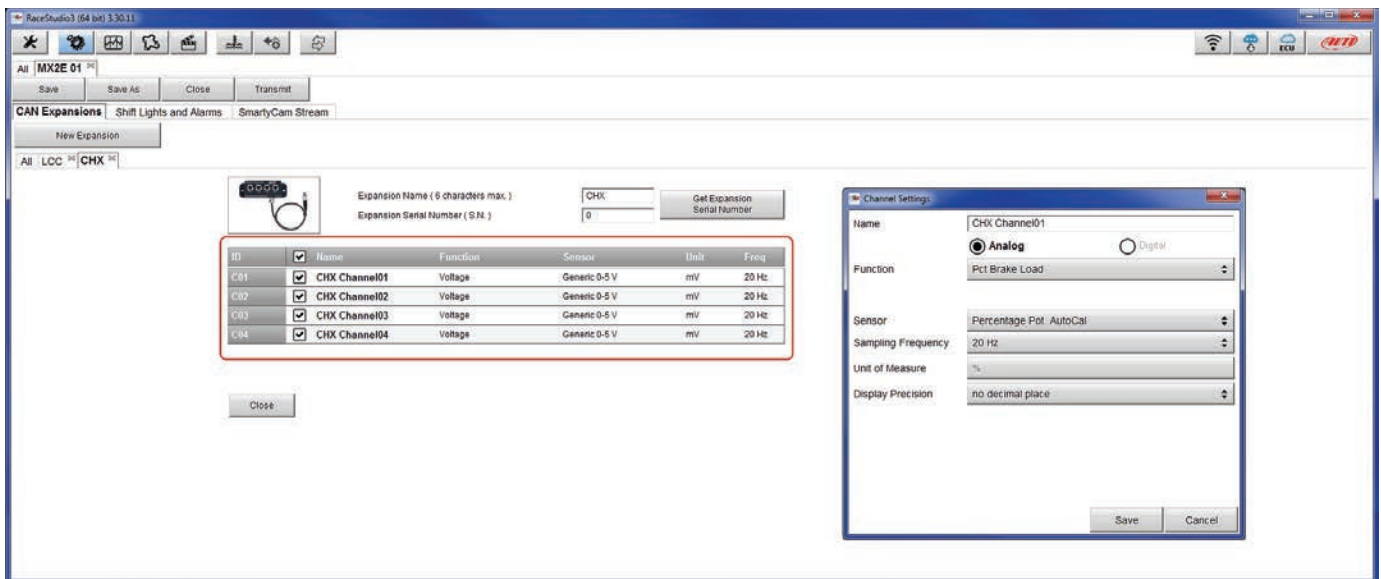 RaceStudio3 (64 bit) 3.30.11
ECU
AiM
All MX2E 01
Save Save As Close Transmit
CAN Expansions Shift Lights and Alarms SmartyCam Stream
New Expansion
All LCC CHX
Expansion Name ( 6 characters max. ) CHX Get Expansion Serial Number
Expansion Serial Number ( S.N. ) 0
ID Name Function Sensor Unit Freq
C01 CHX Channel01 Voltage Generic 0-5 V mV 20 Hz
C02 CHX Channel02 Voltage Generic 0-5 V mV 20 Hz
C03 CHX Channel03 Voltage Generic 0-5 V mV 20 Hz
C04 CHX Channel04 Voltage Generic 0-5 V mV 20 Hz
Close
Channel Settings
Name CHX Channel01
Analog Digital
Function Pct Brake Load
Sensor Percentage Pot. AutoCal
Sampling Frequency 20 Hz
Unit of Measure %
Display Precision no decimal place
Save Cancel